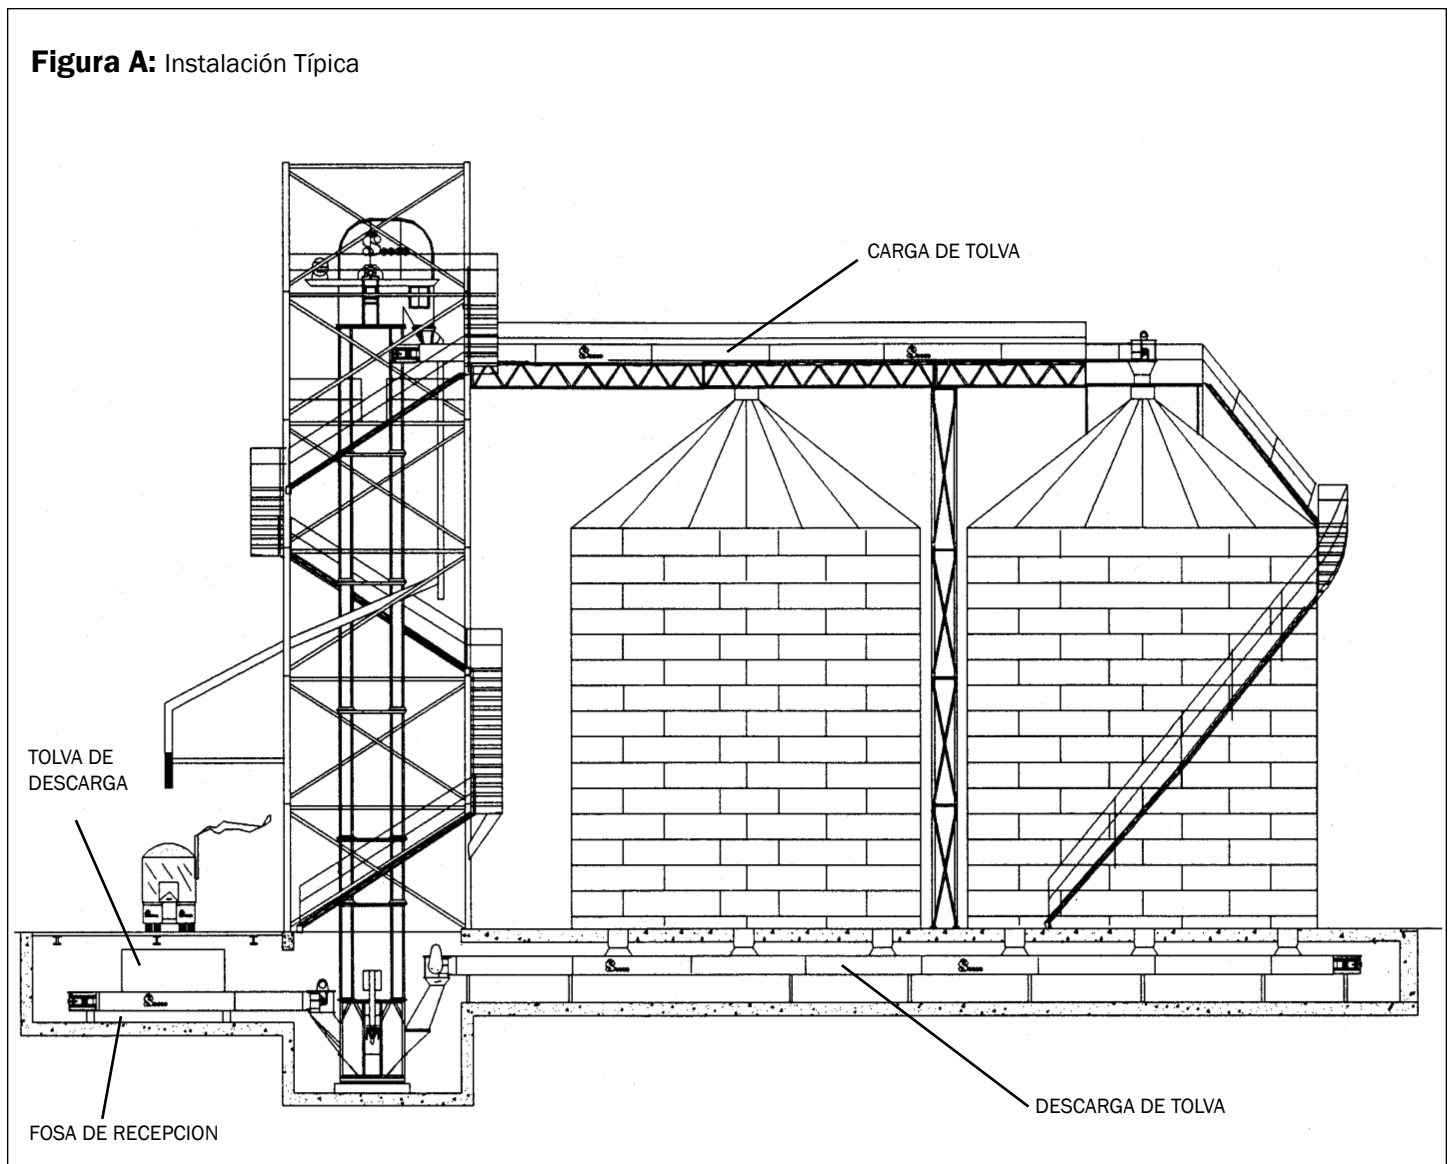 Figura A: Instalación Típica
CARGA DE TOLVA
TOLVA DE
DESCARGA
DESCARGA DE TOLVA
FOSA DE RECEPCION